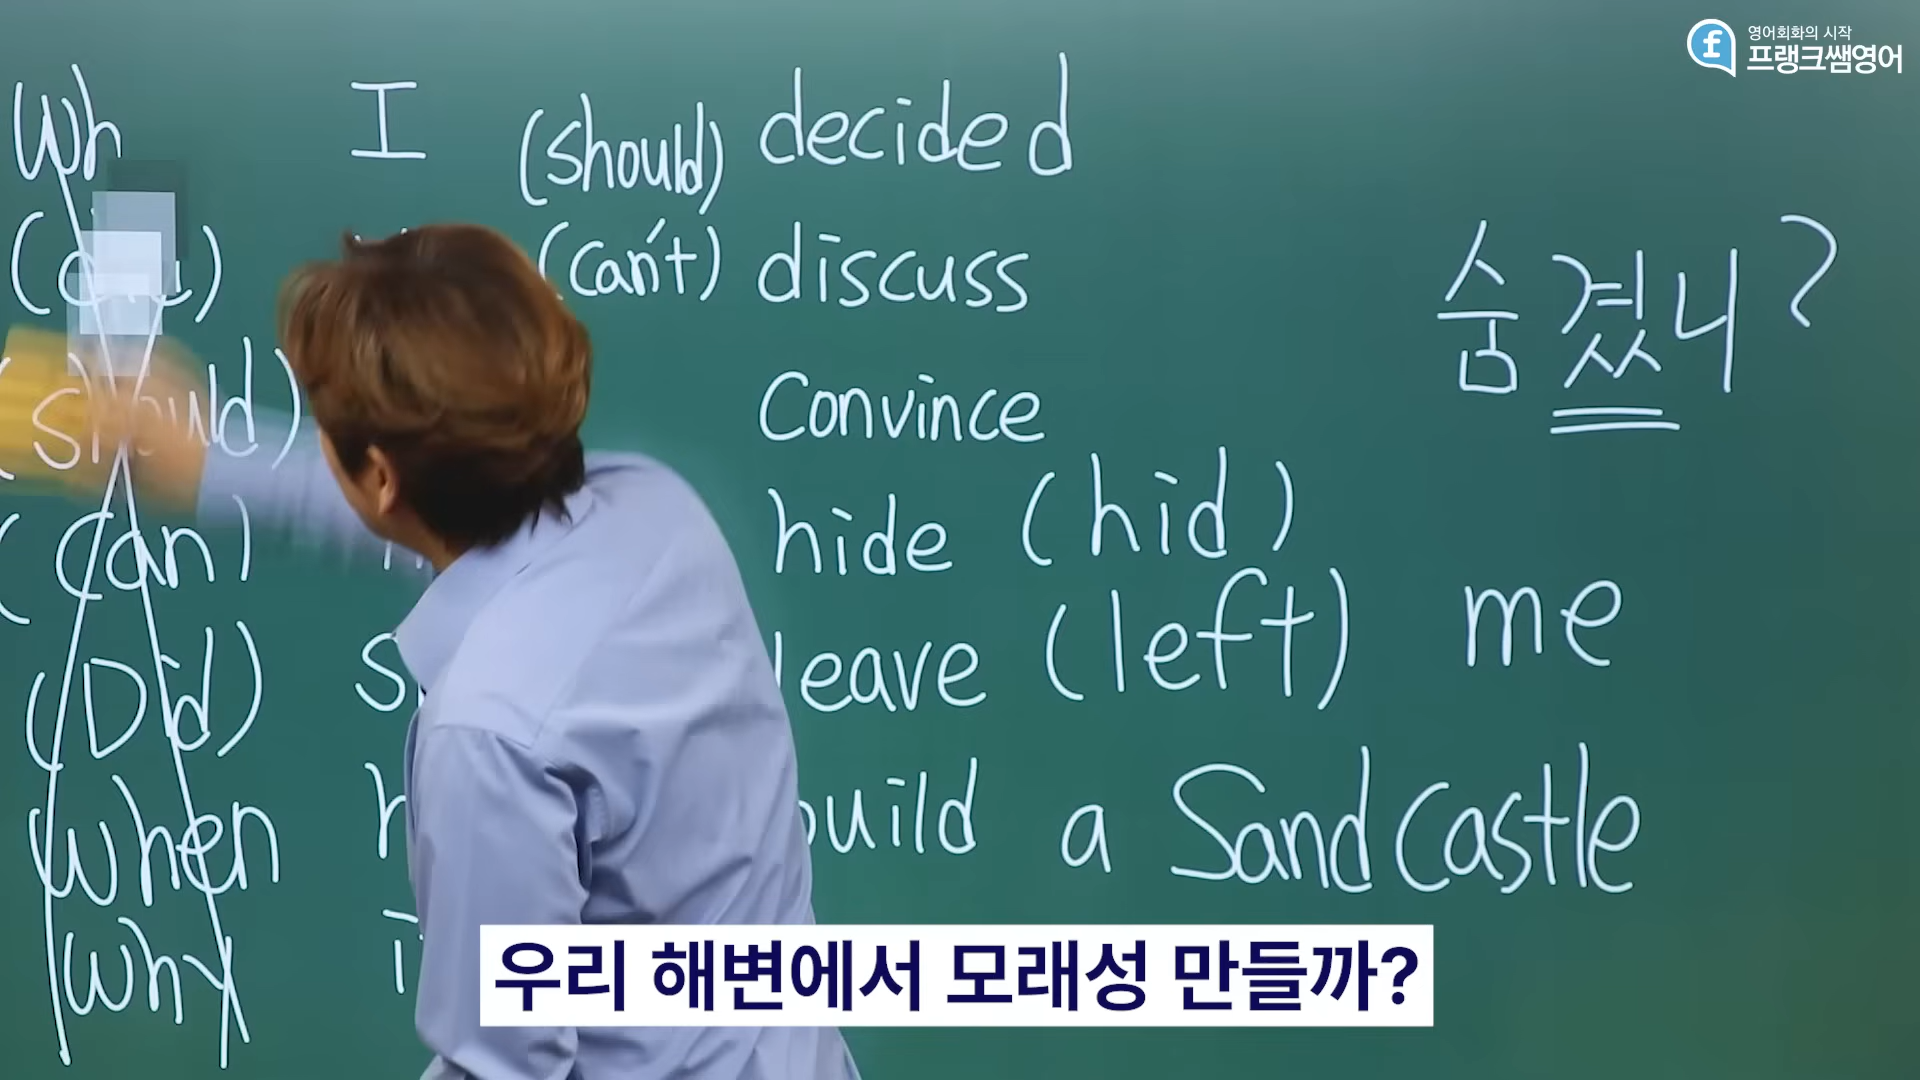 영어회화의 시작
프랭크쌤영어
Wh I (should) decided
(can't) discuss
숨겼니?
(should) Convince
(Can) hide (hid)
(Did) leave (left) me
When build a Sandcastle
Why
우리 해변에서 모래성 만들까?